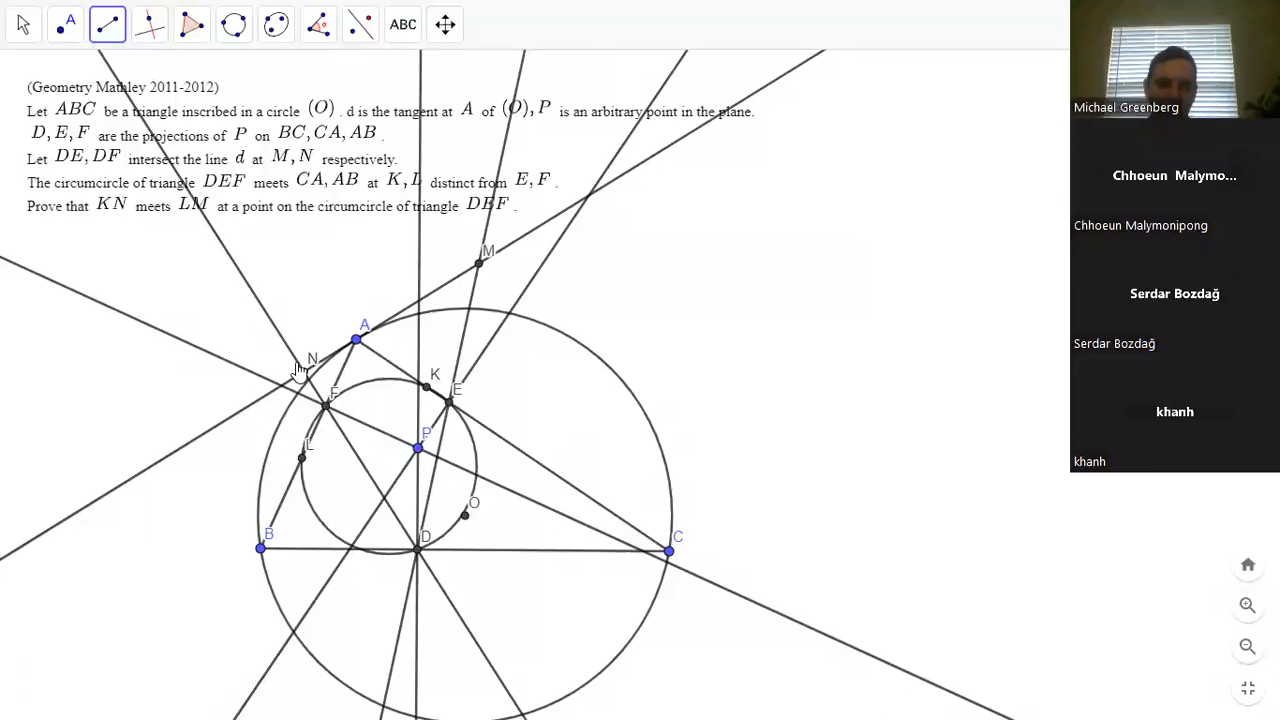 A
ABC
(Geometry Mathley 2011-2012)
Let ABC be a triangle inscribed in a circle (O) . d is the tangent at A of (O), P is an arbitrary point in the plane.
D, E, F are the projections of P on BC, CA, AB .
Let DE, DF intersect the line d at M, N respectively.
The circumcircle of triangle DEF meets CA, AB at K, L distinct from E, F .
Prove that KN meets LM at a point on the circumcircle of triangle DEF .
M
A
N
K
E
F
P
L
O
B
D
C
Michael Greenberg
Chhoeun Malymo...
Chhoeun Malymonipong
Serdar Bozdağ
Serdar Bozdağ
khanh
khanh